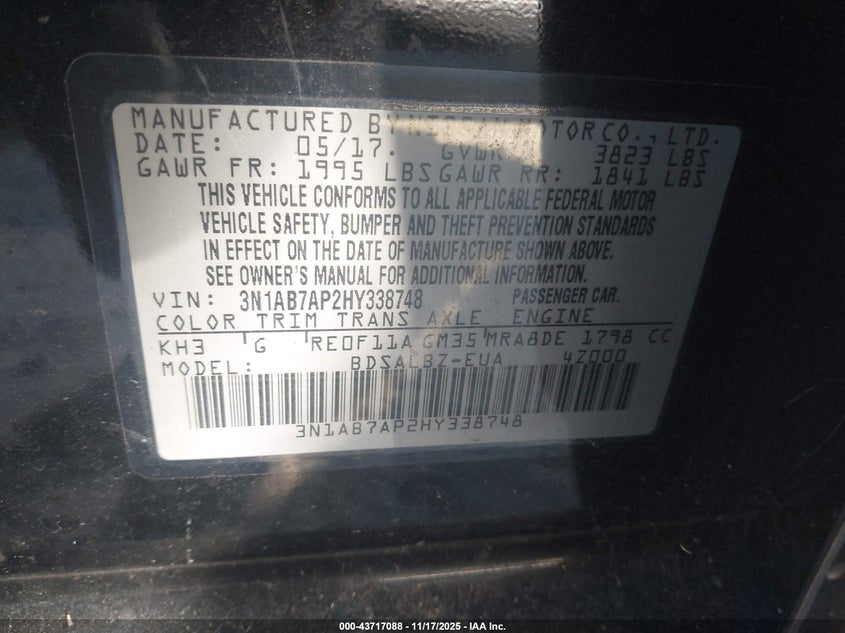 MANUFACTURED BY NISSAN MOTOR CO., LTD.
DATE: 05/17. GVWR 3823 LBS
GAWR FR: 1995 LBS GAWR RR: 1841 LBS
THIS VEHICLE CONFORMS TO ALL APPLICABLE FEDERAL MOTOR
VEHICLE SAFETY, BUMPER AND THEFT PREVENTION STANDARDS
IN EFFECT ON THE DATE OF MANUFACTURE SHOWN ABOVE.
SEE OWNER'S MANUAL FOR ADDITIONAL INFORMATION.
VIN: 3N1AB7AP2HY338748 PASSENGER CAR.
COLOR TRIM TRANS AXLE ENGINE
KH3 G RE0F11A GM35 MRA8DE 1798 CC
MODEL: BDSALBZ-EUA 4Z000
3N1AB7AP2HY338748
000-43717088 - 11/17/2025 - IAA Inc.